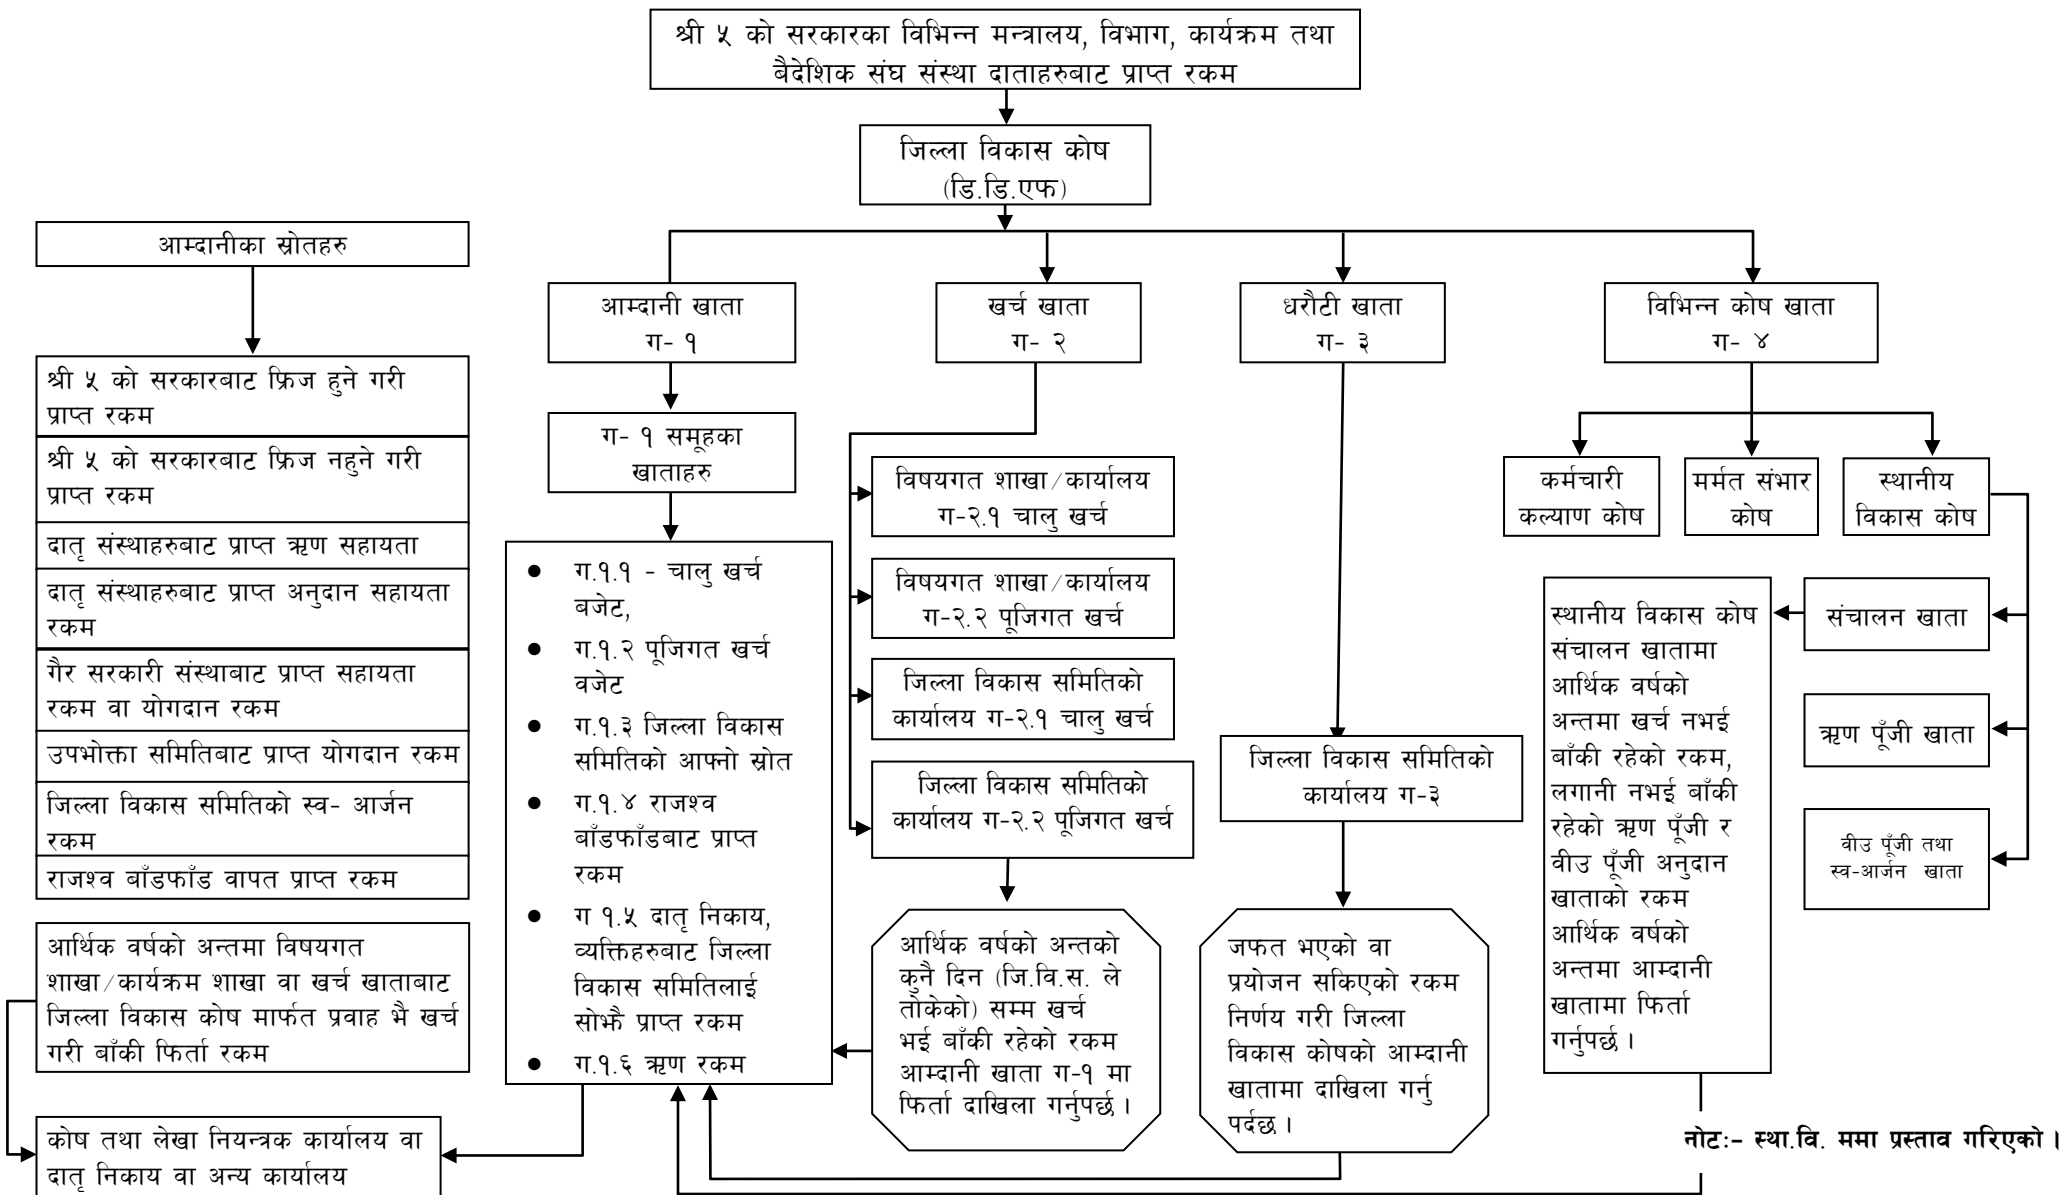 श्री ५ को सरकारका विभिन्न मन्त्रालय, विभाग, कार्यक्रम तथा
बैदेशिक संघ संस्था दाताहरुबाट प्राप्त रकम
जिल्ला विकास कोष
(डि.डि.एफ)
आम्दानीका स्रोतहरु
श्री ५ को सरकारबाट फ्रिज हुने गरी
प्राप्त रकम
श्री ५ को सरकारबाट फ्रिज नहुने गरी
प्राप्त रकम
दातृ संस्थाहरुबाट प्राप्त ऋण सहायता
दातृ संस्थाहरुबाट प्राप्त अनुदान सहायता
रकम
गैर सरकारी संस्थाबाट प्राप्त सहायता
रकम वा योगदान रकम
उपभोक्ता समितिबाट प्राप्त योगदान रकम
जिल्ला विकास समितिको स्व- आर्जन
रकम
राजश्व बाँडफाँड वापत प्राप्त रकम
आर्थिक वर्षको अन्तमा विषयगत
शाखा/कार्यक्रम शाखा वा खर्च खाताबाट
जिल्ला विकास कोष मार्फत प्रवाह भै खर्च
गरी बाँकी फिर्ता रकम
कोष तथा लेखा नियन्त्रक कार्यालय वा
दातृ निकाय वा अन्य कार्यालय
आम्दानी खाता
ग- १
ग- १ समूहका
खाताहरु
● ग.१.१ - चालु खर्च
बजेट,
● ग.१.२ पूजिगत खर्च
वजेट
● ग.१.३ जिल्ला विकास
समितिको आफ्नो स्रोत
● ग.१.४ राजश्व
बाँडफाँडबाट प्राप्त
रकम
● ग १.५ दातृ निकाय,
व्यक्तिहरुबाट जिल्ला
विकास समितिलाई
सोझै प्राप्त रकम
● ग.१.६ ऋण रकम
खर्च खाता
ग- २
विषयगत शाखा/कार्यालय
ग-२.१ चालु खर्च
विषयगत शाखा/कार्यालय
ग-२.२ पूजिगत खर्च
जिल्ला विकास समितिको
कार्यालय ग-२.१ चालु खर्च
जिल्ला विकास समितिको
कार्यालय ग-२.२ पूजिगत खर्च
आर्थिक वर्षको अन्तको
कुनै दिन (जि.वि.स. ले
तोकेको) सम्म खर्च
भई बाँकी रहेको रकम
आम्दानी खाता ग-१ मा
फिर्ता दाखिला गर्नुपर्छ।
धरौटी खाता
ग- ३
जिल्ला विकास समितिको
कार्यालय ग-३
जफत भएको वा
प्रयोजन सकिएको रकम
निर्णय गरी जिल्ला
विकास कोषको आम्दानी
खातामा दाखिला गर्नु
पर्दछ।
विभिन्न कोष खाता
ग- ४
कर्मचारी
कल्याण कोष
मर्मत संभार
कोष
स्थानीय
विकास कोष
संचालन खाता
ऋण पूँजी खाता
वीउ पूँजी तथा
स्व-आर्जन खाता
स्थानीय विकास कोष
संचालन खातामा
आर्थिक वर्षको
अन्तमा खर्च नभई
बाँकी रहेको रकम,
लगानी नभई बाँकी
रहेको ऋण पूँजी र
वीउ पूँजी अनुदान
खाताको रकम
आर्थिक वर्षको
अन्तमा आम्दानी
खातामा फिर्ता
गर्नुपर्छ।
नोटः- स्था.वि. ममा प्रस्ताव गरिएको।